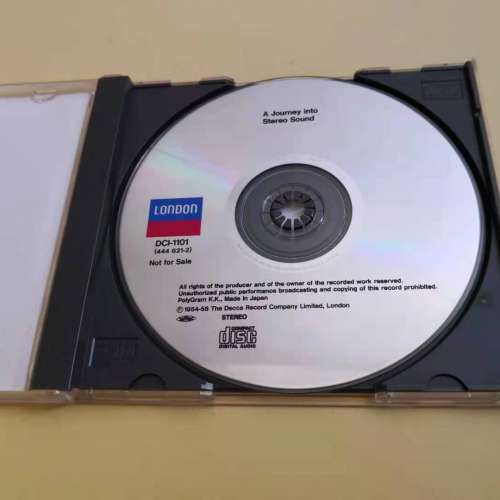 A Journey into
Stereo Sound
LONDON
DCI-1101
(444 621-2)
Not for Sale
All rights of the producer and of the owner of the recorded work reserved.
Unauthorized public performance broadcasting and copying of this record prohibited.
PolyGram K.K., Made in Japan
Ⓟ 1954-58 The Decca Record Company Limited, London
STEREO
COMPACT
disc
DIGITAL AUDIO